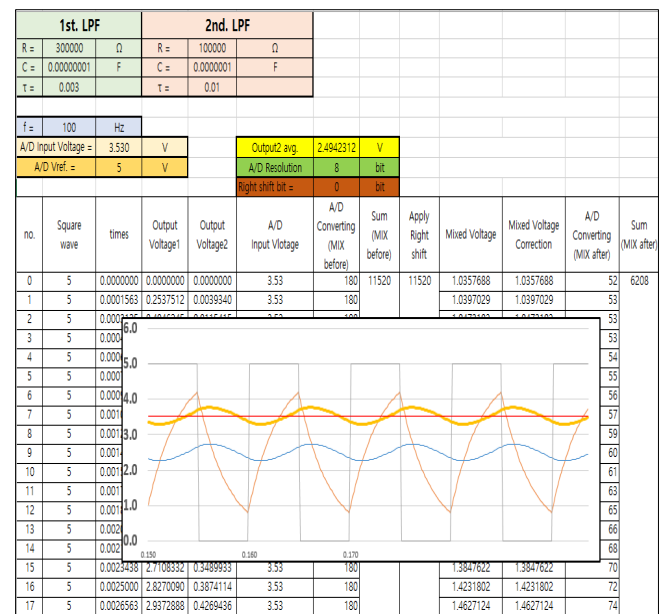 1st. LPF 2nd. LPF
R = 300000 Ω R = 100000 Ω
C = 0.00000001 F C = 0.0000001 F
τ = 0.003 τ = 0.01
f = 100 Hz
A/D Input Voltage = 3.530 V Output2 avg. 2.4942312 V
A/D Vref. = 5 V A/D Resolution 8 bit
Right shift bit = 0 bit
no. Square wave times Output Voltage1 Output Voltage2 A/D Input Vlotage A/D Converting (MIX before) Sum (MIX before) Apply Right shift Mixed Voltage Mixed Voltage Correction A/D Converting (MIX after) Sum (MIX after)
0 5 0.0000000 0.0000000 0.0000000 3.53 180 11520 11520 1.0357688 1.0357688 52 6208
1 5 0.0001563 0.2537512 0.0039340 3.53 180 1.0397029 1.0397029 53
2 5 53
3 5 53
4 5 54
5 5 55
6 5 56
7 5 57
8 5 59
9 5 60
10 5 61
11 5 63
12 5 65
13 5 66
14 5 68
6.0
5.0
4.0
3.0
2.0
1.0
0.0
0.150 0.160 0.170
15 5 0.0023438 2.7108332 0.3489933 3.53 180 1.3847622 1.3847622 70
16 5 0.0025000 2.8270090 0.3874114 3.53 180 1.4231802 1.4231802 72
17 5 0.0026563 2.9372888 0.4269436 3.53 180 1.4627124 1.4627124 74